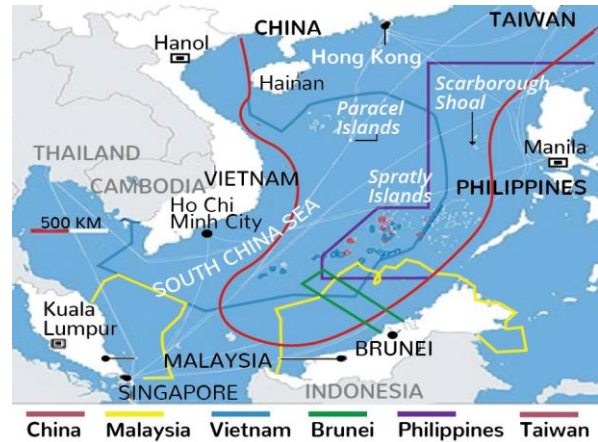 CHINA
TAIWAN
Hanol
Hong Kong
Hainan
Scarborough
Shoal
Paracel
Islands
Manila
THAILAND
VIETNAM
CAMBODIA
Spratly
Islands
PHILIPPINES
Ho Chi
Minh City
500 KM
SOUTH CHINA SEA
Kuala
Lumpur
MALAYSIA
BRUNEI
SINGAPORE
INDONESIA
China
Malaysia
Vietnam
Brunei
Philippines
Taiwan